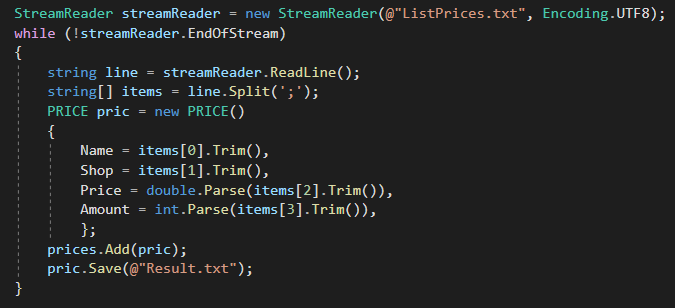 StreamReader streamReader = new StreamReader(@"ListPrices.txt", Encoding.UTF8);
while (!streamReader.EndOfStream)
{
    string line = streamReader.ReadLine();
    string[] items = line.Split(';');
    PRICE pric = new PRICE()
    {
        Name = items[0].Trim(),
        Shop = items[1].Trim(),
        Price = double.Parse(items[2].Trim()),
        Amount = int.Parse(items[3].Trim()),
        };
    prices.Add(pric);
    pric.Save(@"Result.txt");
}